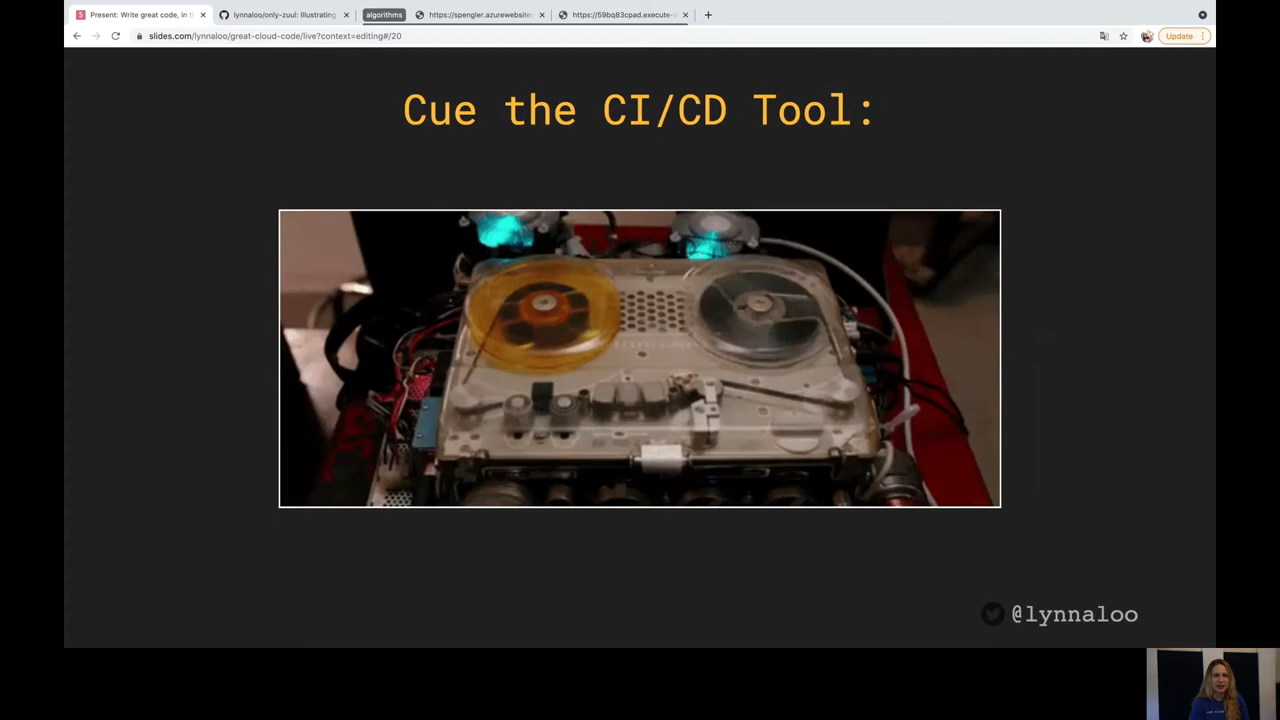 Present: Write great code, in th
lynnaloo/only-zuul: Illustrating
algorithms
https://spengler.azurewebsite
https://59bq83cpad.execute-a
slides.com/lynnaloo/great-cloud-code/live?context=editing#/20
Update
Cue the CI/CD Tool:
@lynnaloo